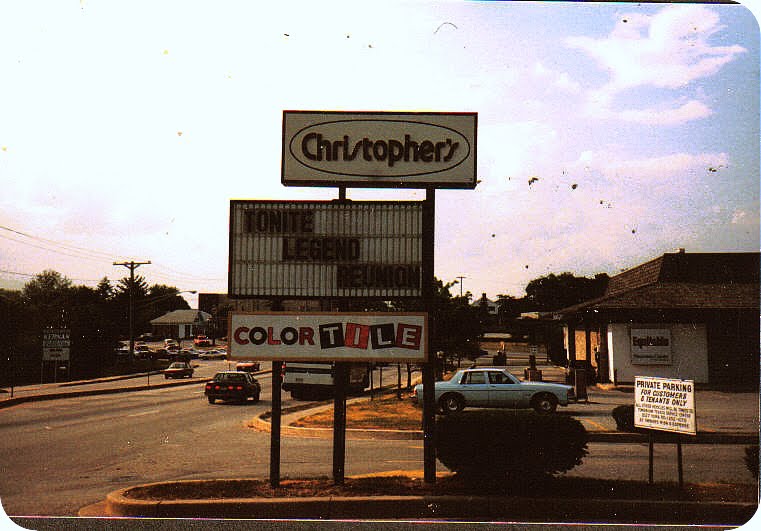 Christopher's
TONITE
LEGEND
REUNION
COLOR TILE
Equitable
PRIVATE PARKING
FOR CUSTOMERS
& TENANTS ONLY